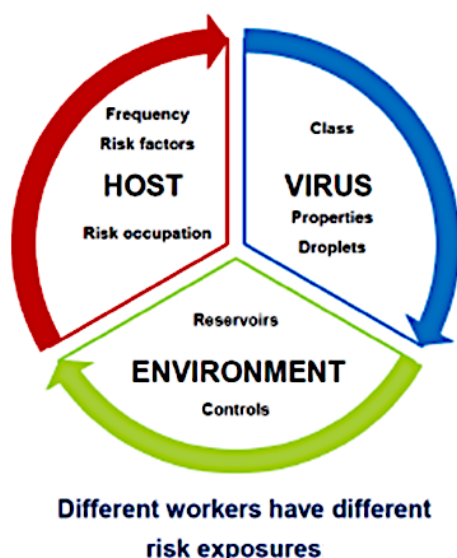 Frequency
Risk factors
HOST
Risk occupation
Class
VIRUS
Properties
Droplets
Reservoirs
ENVIRONMENT
Controls
Different workers have different
risk exposures